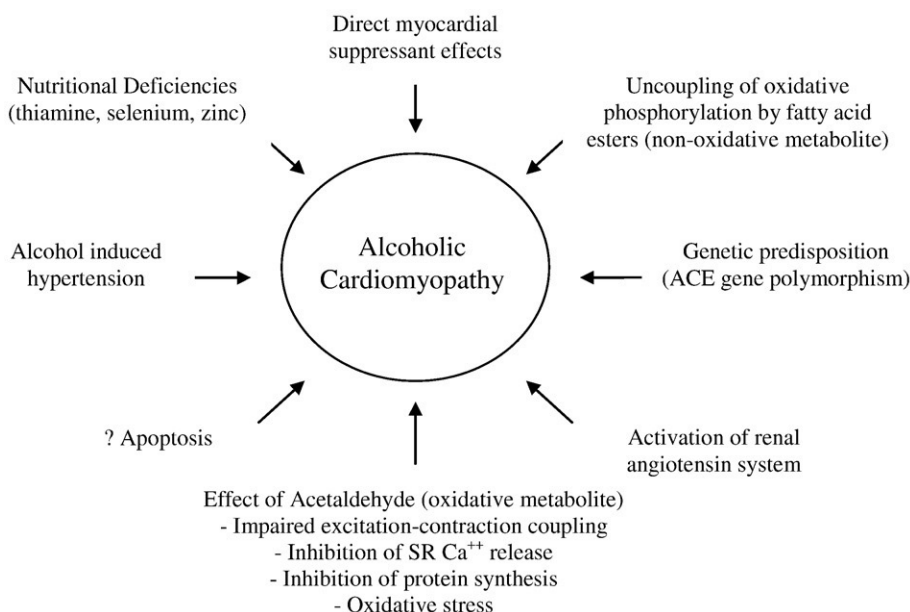 Direct myocardial
suppressant effects
Nutritional Deficiencies
(thiamine, selenium, zinc)
Uncoupling of oxidative
phosphorylation by fatty acid
esters (non-oxidative metabolite)
Alcohol induced
hypertension
Alcoholic
Cardiomyopathy
Genetic predisposition
(ACE gene polymorphism)
? Apoptosis
Activation of renal
angiotensin system
Effect of Acetaldehyde (oxidative metabolite)
- Impaired excitation-contraction coupling
- Inhibition of SR Ca⁺⁺ release
- Inhibition of protein synthesis
- Oxidative stress